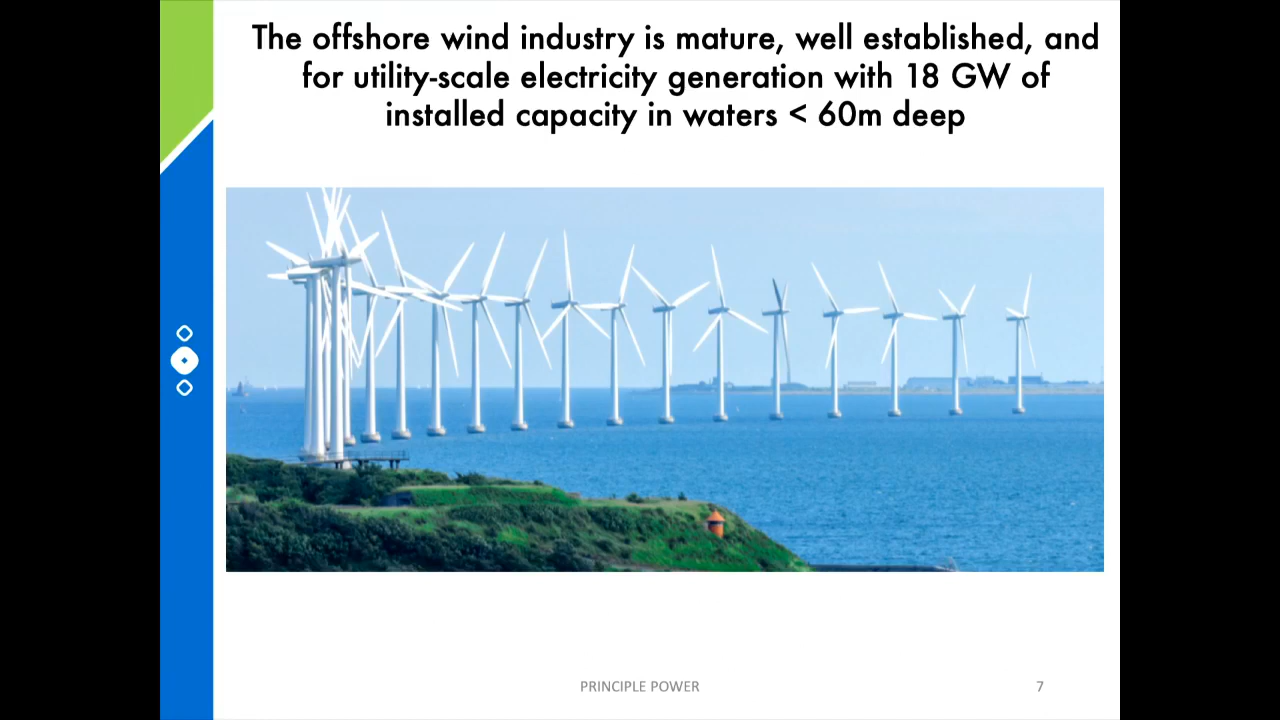 The offshore wind industry is mature, well established, and
for utility-scale electricity generation with 18 GW of
installed capacity in waters < 60m deep
PRINCIPLE POWER
7